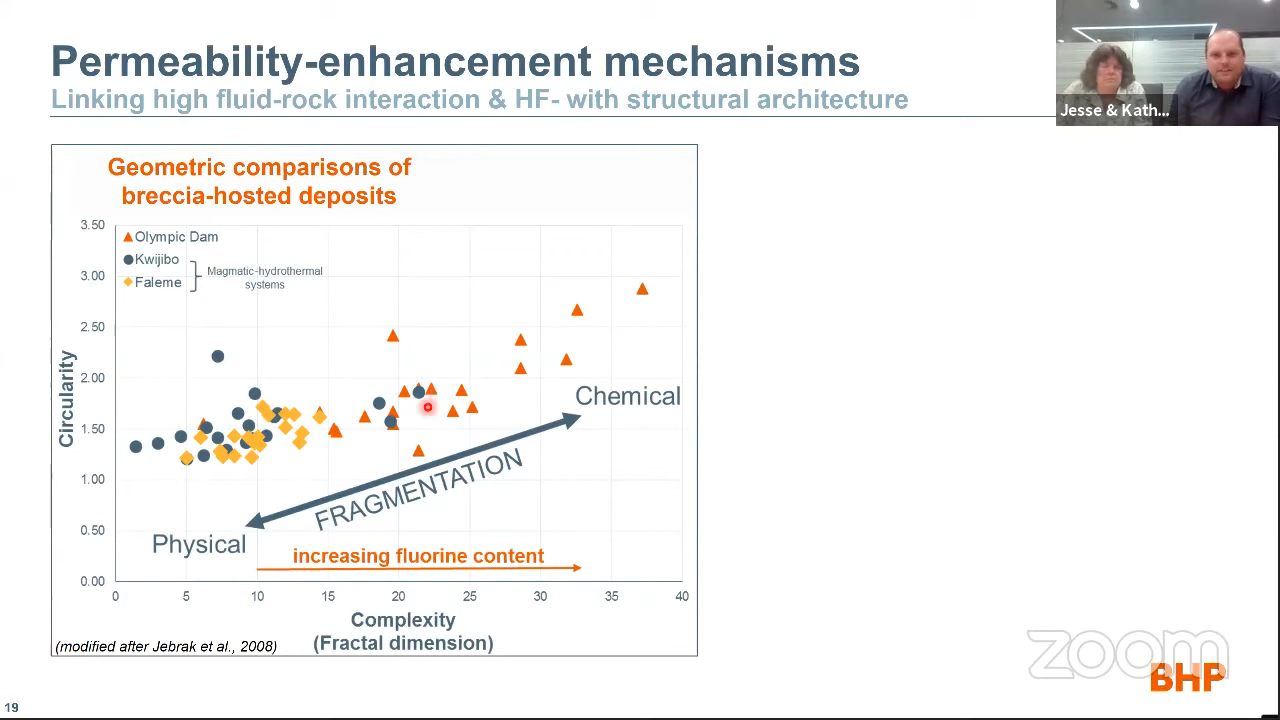 Permeability-enhancement mechanisms
Linking high fluid-rock interaction & HF- with structural architecture
Jesse & Kath...
Geometric comparisons of
breccia-hosted deposits
3.50
3.00
2.50
2.00
1.50
1.00
0.50
0.00
Circularity
Olympic Dam
Kwijibo
Faleme
Magmatic-hydrothermal
systems
Chemical
FRAGMENTATION
Physical
increasing fluorine content
0 5 10 15 20 25 30 35 40
Complexity
(Fractal dimension)
(modified after Jebrak et al., 2008)
zoom
BHP
19